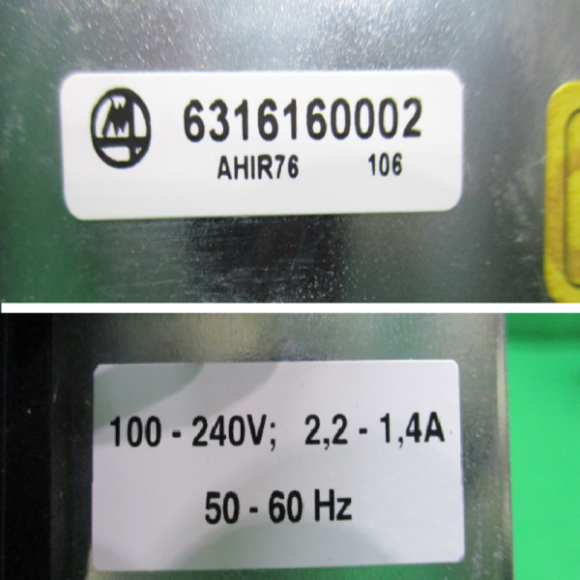 6316160002
AHIR76 106
100 - 240V; 2,2 - 1,4A
50 - 60 Hz